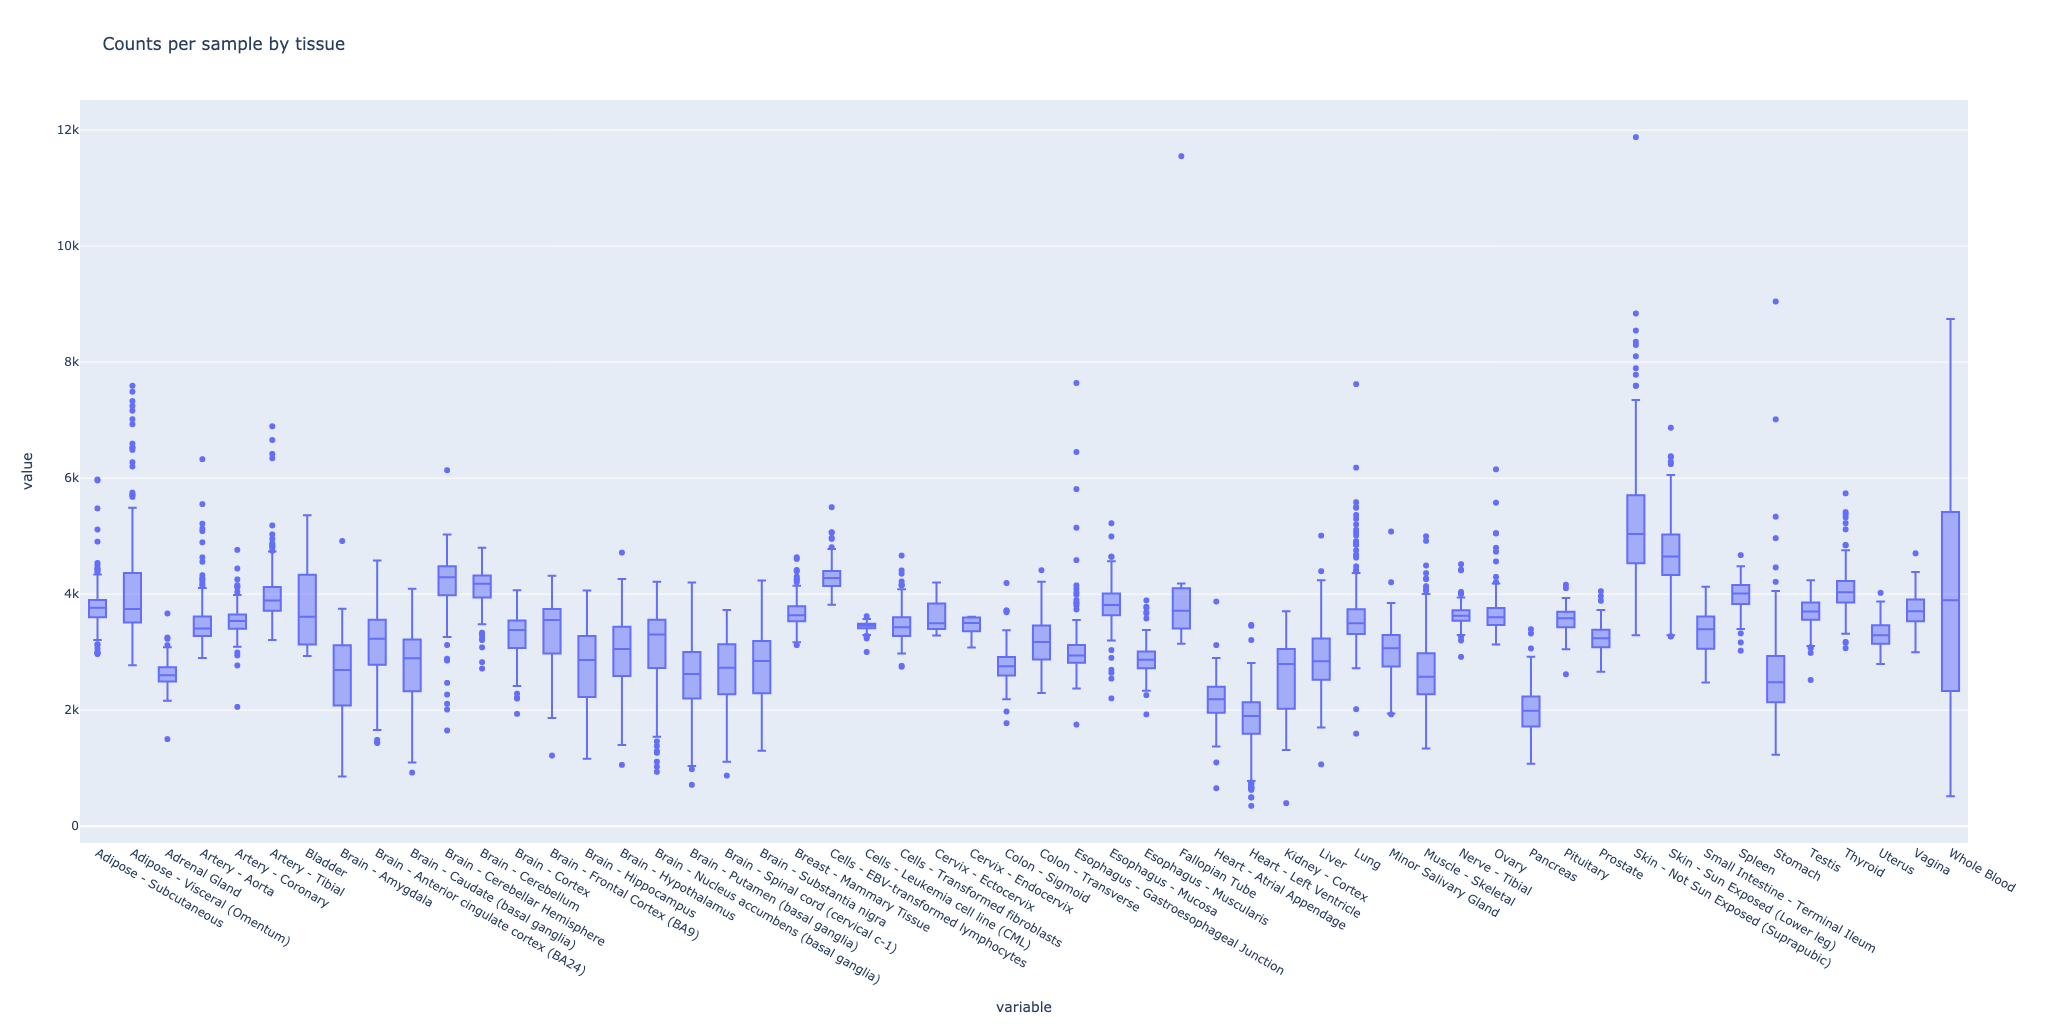 Counts per sample by tissue
12k
10k
8k
6k
4k
2k
0
value
Adipose - Subcutaneous
Adipose - Visceral (Omentum)
Adrenal Gland
Artery - Aorta
Artery - Coronary
Artery - Tibial
Bladder
Brain - Amygdala
Brain - Anterior cingulate cortex (BA24)
Brain - Caudate (basal ganglia)
Brain - Cerebellar Hemisphere
Brain - Cerebellum
Brain - Cortex
Brain - Frontal Cortex (BA9)
Brain - Hippocampus
Brain - Hypothalamus
Brain - Nucleus accumbens (basal ganglia)
Brain - Putamen (basal ganglia)
Brain - Spinal cord (cervical c-1)
Brain - Substantia nigra
Breast - Mammary Tissue
Cells - EBV-transformed lymphocytes
Cells - Leukemia cell line (CML)
Cells - Transformed fibroblasts
Cervix - Ectocervix
Cervix - Endocervix
Colon - Sigmoid
Colon - Transverse
Esophagus - Gastroesophageal Junction
Esophagus - Mucosa
Esophagus - Muscularis
Fallopian Tube
Heart - Atrial Appendage
Heart - Left Ventricle
Kidney - Cortex
Liver
Lung
Minor Salivary Gland
Muscle - Skeletal
Nerve - Tibial
Ovary
Pancreas
Pituitary
Prostate
Skin - Not Sun Exposed (Suprapubic)
Skin - Sun Exposed (Lower leg)
Small Intestine - Terminal Ileum
Spleen
Stomach
Testis
Thyroid
Uterus
Vagina
Whole Blood
variable